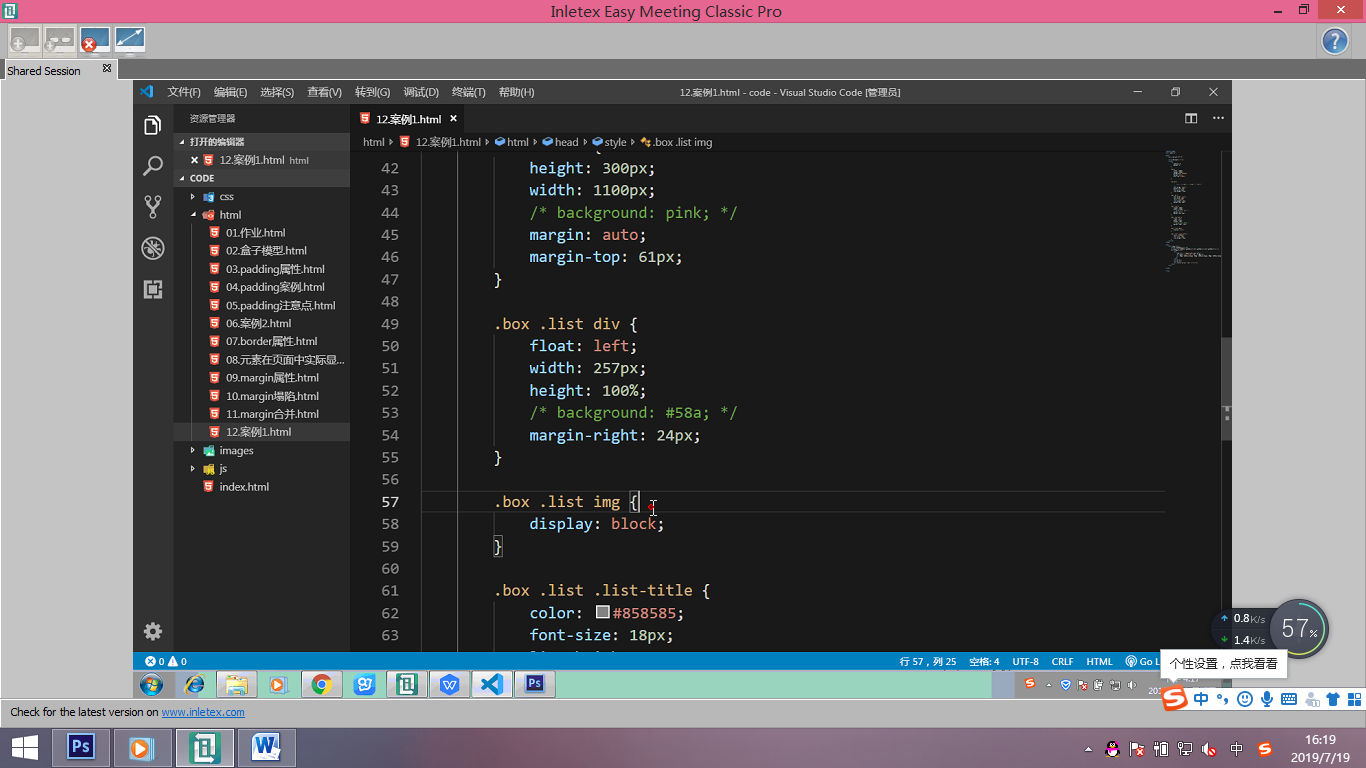 Inletex Easy Meeting Classic Pro
Shared Session
文件(F) 编辑(E) 选择(S) 查看(V) 转到(G) 调试(D) 终端(T) 帮助(H)
12.案例1.html - code - Visual Studio Code [管理员]
资源管理器
12.案例1.html
打开的编辑器
12.案例1.html html
CODE
css
html
01.作业.html
02.盒子模型.html
03.padding属性.html
04.padding案例.html
05.padding注意点.html
06.案例2.html
07.border属性.html
08.元素在页面中实际显...
09.margin属性.html
10.margin塌陷.html
11.margin合并.html
12.案例1.html
images
js
index.html
html 12.案例1.html html head style .box .list img
42 height: 300px;
43 width: 1100px;
44 /* background: pink; */
45 margin: auto;
46 margin-top: 61px;
47 }
48
49 .box .list div {
50 float: left;
51 width: 257px;
52 height: 100%;
53 /* background: #58a; */
54 margin-right: 24px;
55 }
56
57 .box .list img {
58 display: block;
59 }
60
61 .box .list .list-title {
62 color: #858585;
63 font-size: 18px;
0 0
行 57，列 25 空格: 4 UTF-8 CRLF HTML Go L
0.8K/s
1.4K/s
57%
个性设置，点我看看
中
Check for the latest version on www.inletex.com
中
16:19
2019/7/19